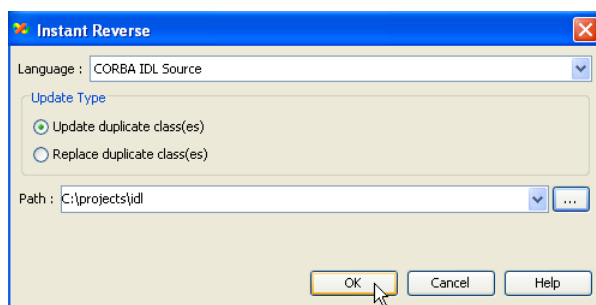 Instant Reverse
Language : CORBA IDL Source
Update Type
Update duplicate class(es)
Replace duplicate class(es)
Path : C:\projects\idl ...
OK Cancel Help